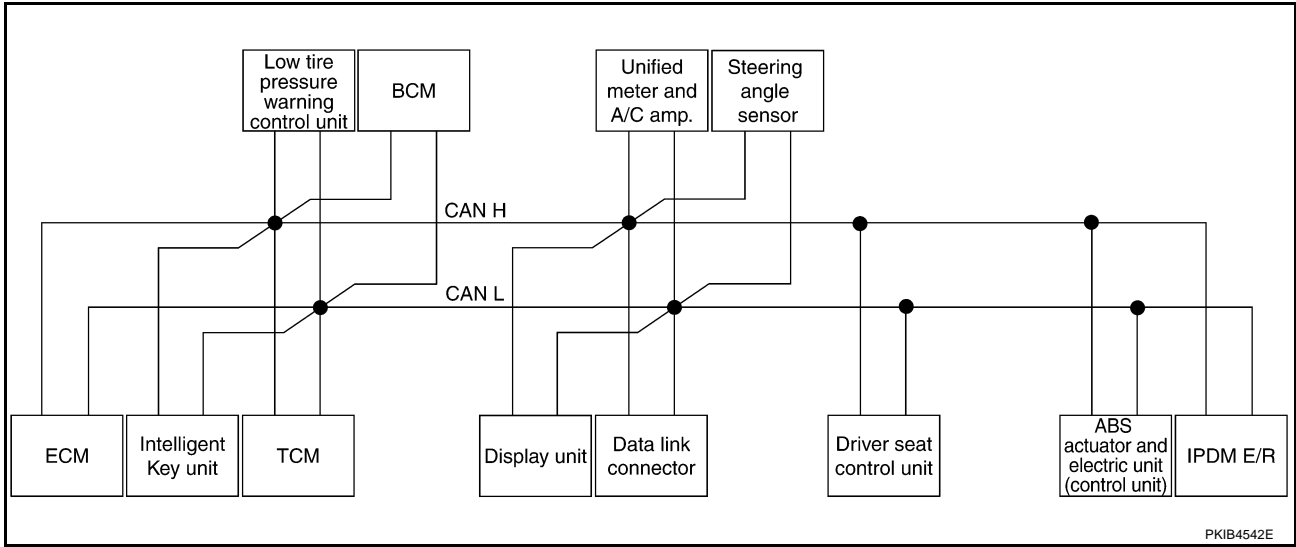 Low tire
pressure
warning
control unit
BCM
Unified
meter and
A/C amp.
Steering
angle
sensor
CAN H
CAN L
ECM
Intelligent
Key unit
TCM
Display unit
Data link
connector
Driver seat
control unit
ABS
actuator and
electric unit
(control unit)
IPDM E/R
PKIB4542E